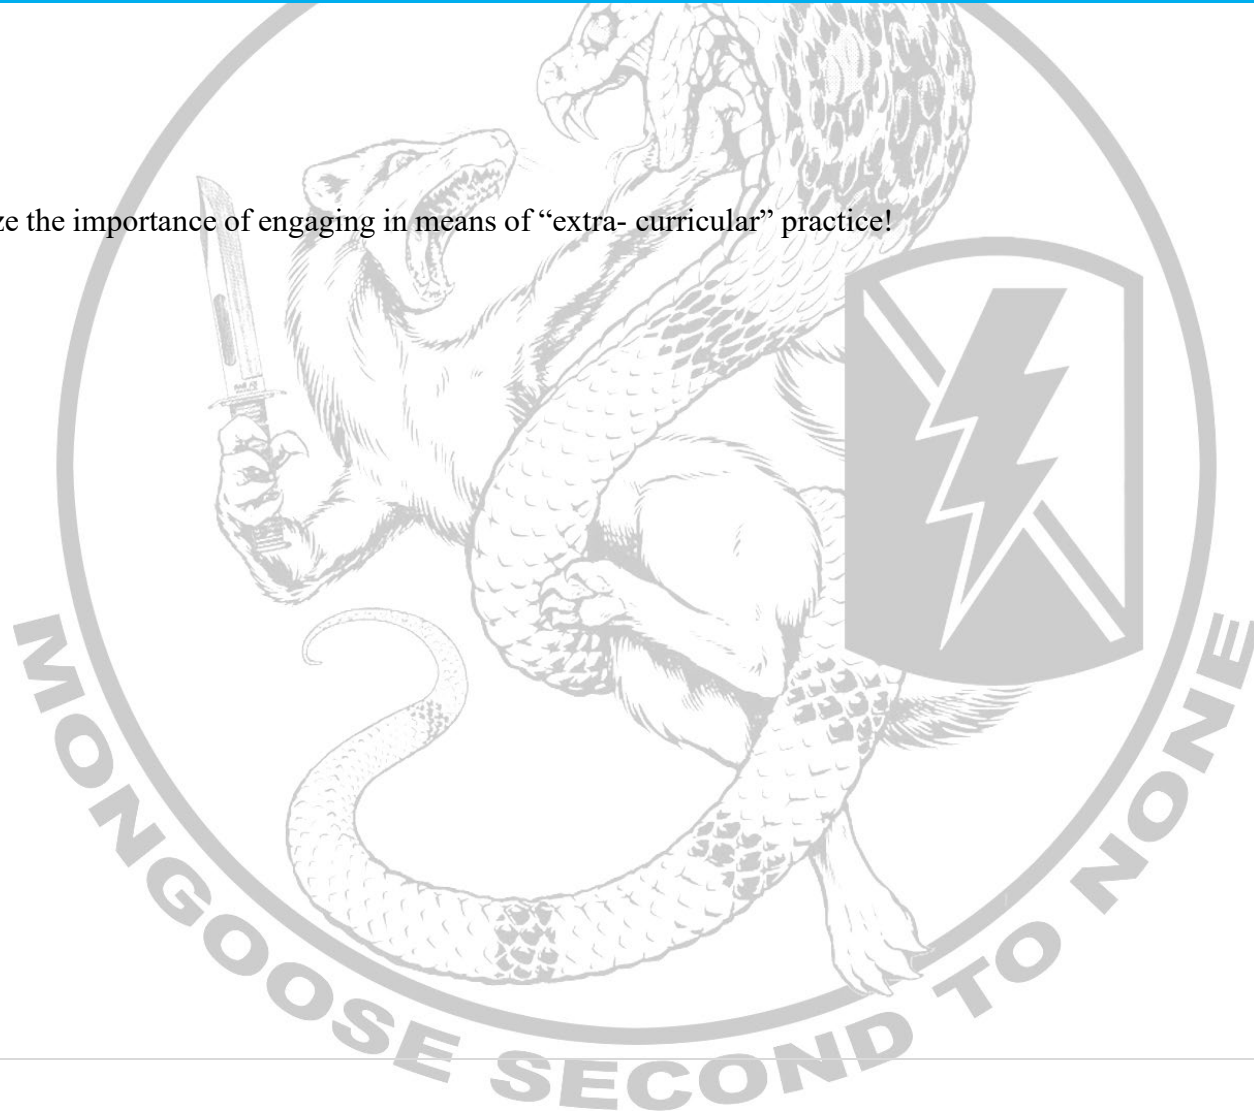 ze the importance of engaging in means of “extra- curricular” practice!
MONGOOSE SECOND TO NONE